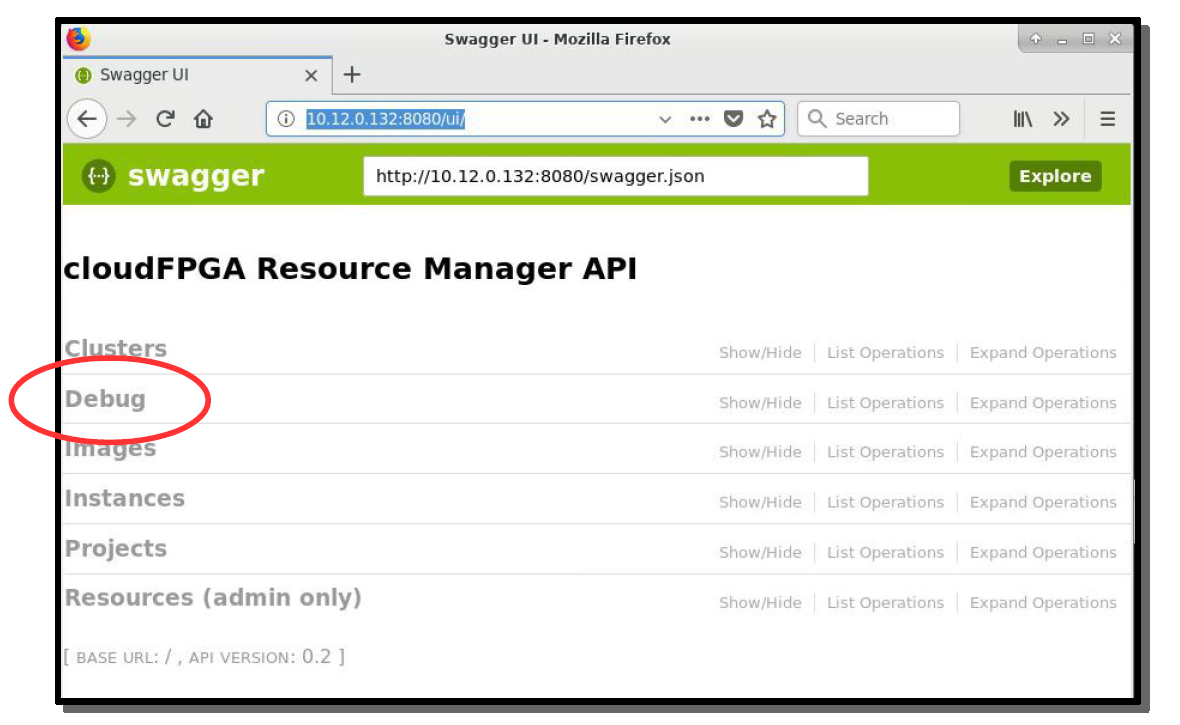 Swagger UI - Mozilla Firefox
Swagger UI
10.12.0.132:8080/ui/
Search
{···} swagger
http://10.12.0.132:8080/swagger.json
Explore
cloudFPGA Resource Manager API
Clusters Show/Hide List Operations Expand Operations
Debug Show/Hide List Operations Expand Operations
Images Show/Hide List Operations Expand Operations
Instances Show/Hide List Operations Expand Operations
Projects Show/Hide List Operations Expand Operations
Resources (admin only) Show/Hide List Operations Expand Operations
[ BASE URL: / , API VERSION: 0.2 ]